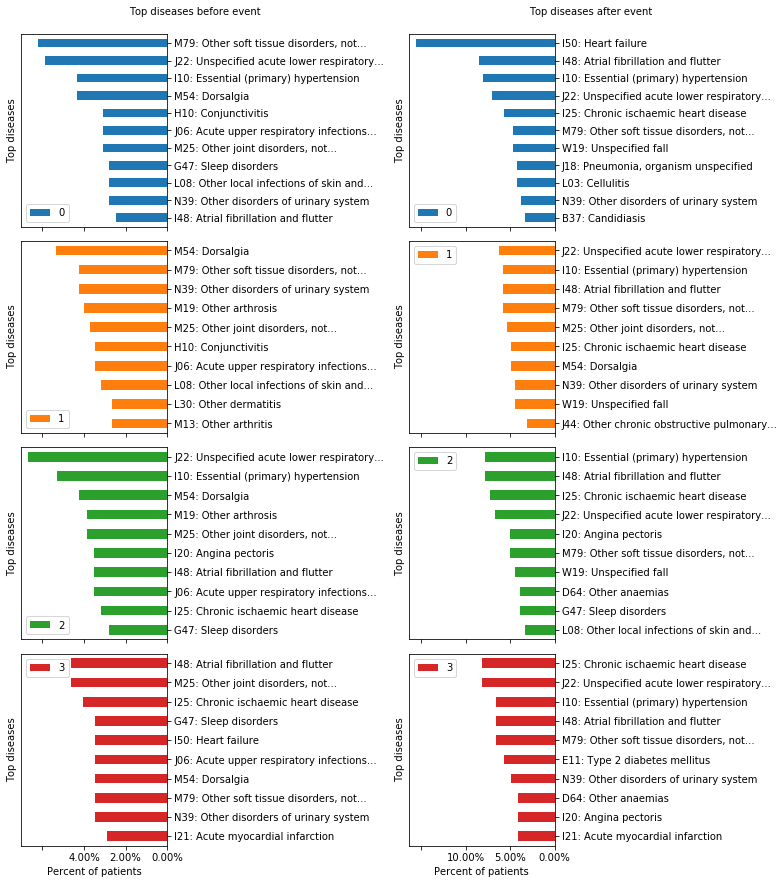 Top diseases before event
Top diseases
M79: Other soft tissue disorders, not...
J22: Unspecified acute lower respiratory...
I10: Essential (primary) hypertension
M54: Dorsalgia
H10: Conjunctivitis
J06: Acute upper respiratory infections...
M25: Other joint disorders, not...
G47: Sleep disorders
L08: Other local infections of skin and...
N39: Other disorders of urinary system
I48: Atrial fibrillation and flutter
0
Top diseases
M54: Dorsalgia
M79: Other soft tissue disorders, not...
N39: Other disorders of urinary system
M19: Other arthrosis
M25: Other joint disorders, not...
H10: Conjunctivitis
J06: Acute upper respiratory infections...
L08: Other local infections of skin and...
L30: Other dermatitis
M13: Other arthritis
1
Top diseases
J22: Unspecified acute lower respiratory...
I10: Essential (primary) hypertension
M54: Dorsalgia
M19: Other arthrosis
M25: Other joint disorders, not...
I20: Angina pectoris
I48: Atrial fibrillation and flutter
J06: Acute upper respiratory infections...
I25: Chronic ischaemic heart disease
G47: Sleep disorders
2
Top diseases
3
I48: Atrial fibrillation and flutter
M25: Other joint disorders, not...
I25: Chronic ischaemic heart disease
G47: Sleep disorders
I50: Heart failure
J06: Acute upper respiratory infections...
M54: Dorsalgia
M79: Other soft tissue disorders, not...
N39: Other disorders of urinary system
I21: Acute myocardial infarction
4.00% 2.00% 0.00%
Percent of patients
Top diseases after event
Top diseases
I50: Heart failure
I48: Atrial fibrillation and flutter
I10: Essential (primary) hypertension
J22: Unspecified acute lower respiratory...
I25: Chronic ischaemic heart disease
M79: Other soft tissue disorders, not...
W19: Unspecified fall
J18: Pneumonia, organism unspecified
L03: Cellulitis
N39: Other disorders of urinary system
B37: Candidiasis
0
Top diseases
1
J22: Unspecified acute lower respiratory...
I10: Essential (primary) hypertension
I48: Atrial fibrillation and flutter
M79: Other soft tissue disorders, not...
M25: Other joint disorders, not...
I25: Chronic ischaemic heart disease
M54: Dorsalgia
N39: Other disorders of urinary system
W19: Unspecified fall
J44: Other chronic obstructive pulmonary...
Top diseases
2
I10: Essential (primary) hypertension
I48: Atrial fibrillation and flutter
I25: Chronic ischaemic heart disease
J22: Unspecified acute lower respiratory...
I20: Angina pectoris
M79: Other soft tissue disorders, not...
W19: Unspecified fall
D64: Other anaemias
G47: Sleep disorders
L08: Other local infections of skin and...
Top diseases
3
I25: Chronic ischaemic heart disease
J22: Unspecified acute lower respiratory...
I10: Essential (primary) hypertension
I48: Atrial fibrillation and flutter
M79: Other soft tissue disorders, not...
E11: Type 2 diabetes mellitus
N39: Other disorders of urinary system
D64: Other anaemias
I20: Angina pectoris
I21: Acute myocardial infarction
10.00% 5.00% 0.00%
Percent of patients